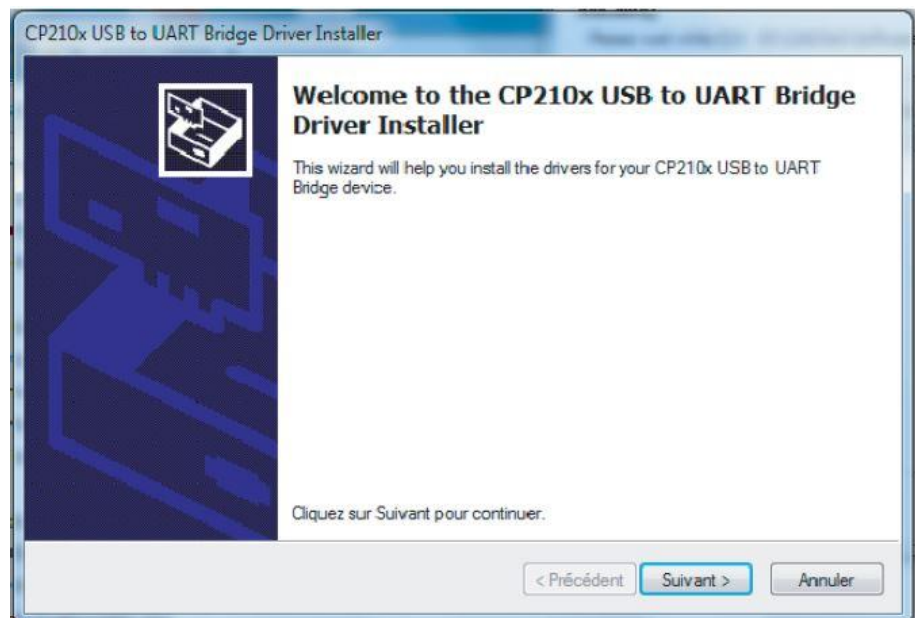 CP210x USB to UART Bridge Driver Installer
Welcome to the CP210x USB to UART Bridge
Driver Installer
This wizard will help you install the drivers for your CP210x USB to UART
Bridge device.
Cliquez sur Suivant pour continuer.
< Précédent
Suivant >
Annuler